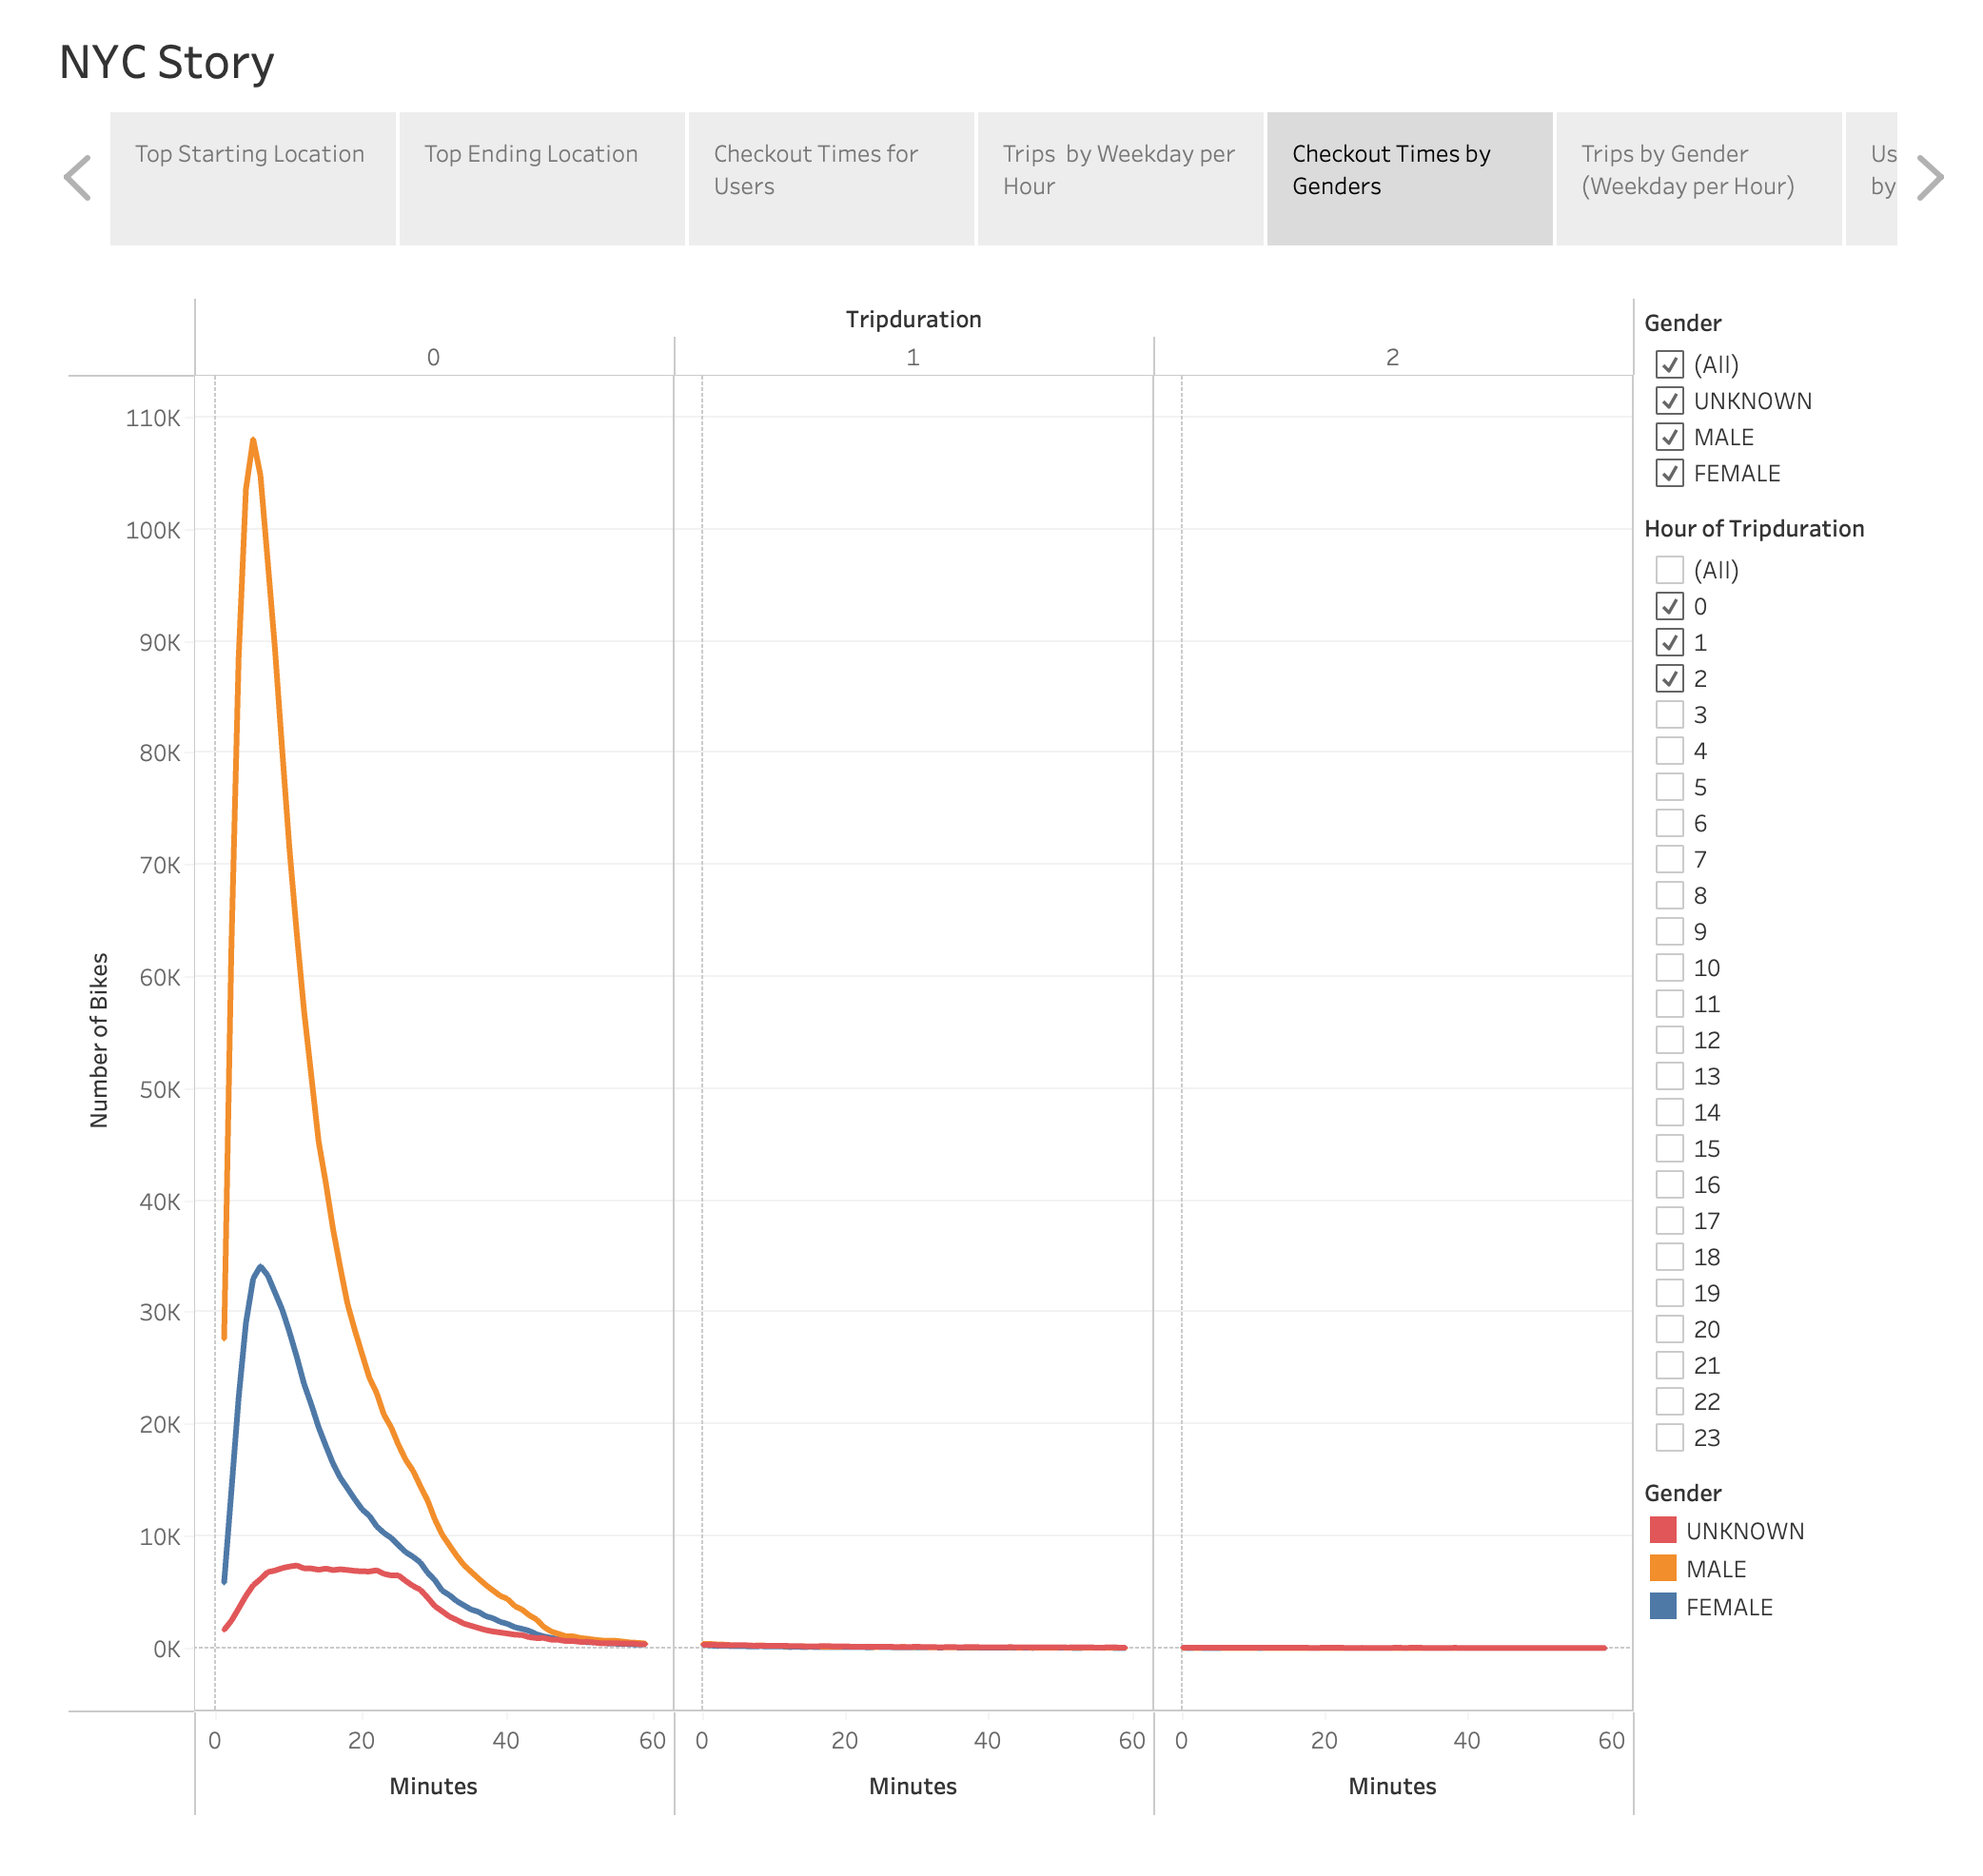 NYC Story
Top Starting Location
Top Ending Location
Checkout Times for
Users
Trips  by Weekday per
Hour
Checkout Times by
Genders
Trips by Gender
(Weekday per Hour)
Us
by
Tripduration
0
1
2
110K
100K
90K
80K
70K
60K
50K
40K
30K
20K
10K
0K
Number of Bikes
0 20 40 60
0 20 40 60
0 20 40 60
Minutes
Minutes
Minutes
Gender
(All)
UNKNOWN
MALE
FEMALE
Hour of Tripduration
(All)
0
1
2
3
4
5
6
7
8
9
10
11
12
13
14
15
16
17
18
19
20
21
22
23
Gender
UNKNOWN
MALE
FEMALE